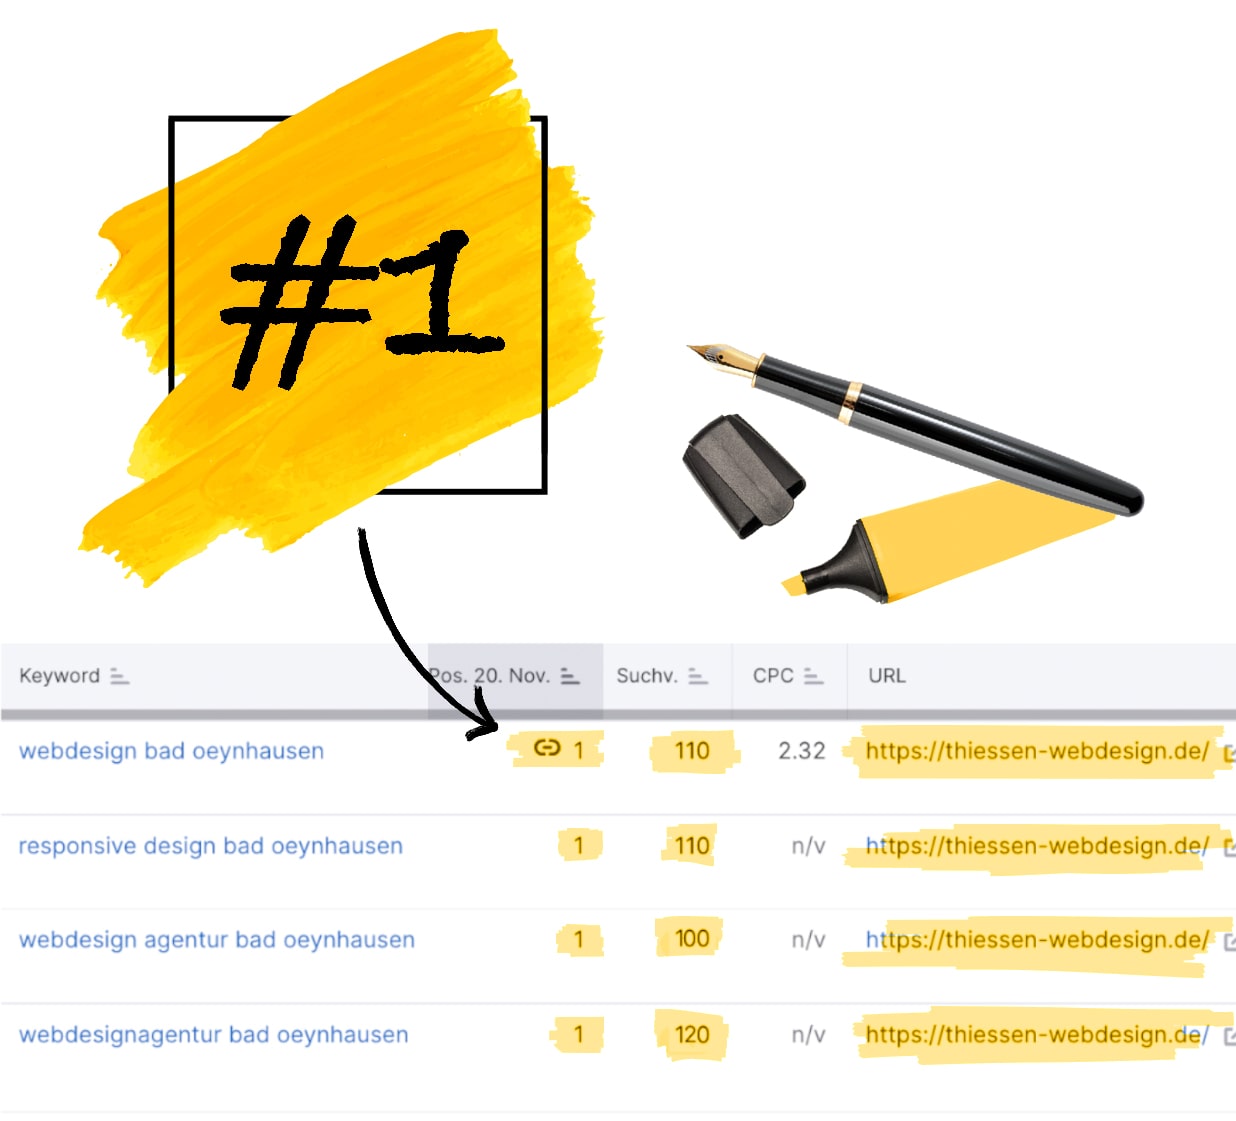 #1
Keyword Pos. 20. Nov. Suchv. CPC URL
webdesign bad oeynhausen 1 110 2.32 https://thiessen-webdesign.de/
responsive design bad oeynhausen 1 110 n/v https://thiessen-webdesign.de/
webdesign agentur bad oeynhausen 1 100 n/v https://thiessen-webdesign.de/
webdesignagentur bad oeynhausen 1 120 n/v https://thiessen-webdesign.de/